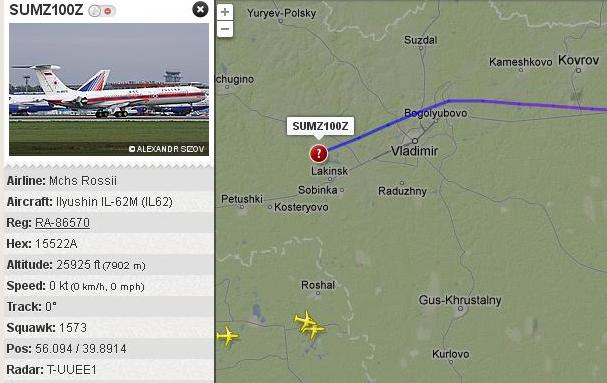 SUMZ100Z
© ALEXANDR SIZOV
Airline: Mchs Rossii
Aircraft: Ilyushin IL-62M (IL62)
Reg: RA-86570
Hex: 15522A
Altitude: 25925 ft (7902 m)
Speed: 0 kt (0 km/h, 0 mph)
Track: 0°
Squawk: 1573
Pos: 56.094 / 39.8914
Radar: T-UUEE1
+
-
Yuryev-Polsky
Suzdal
Kameshkovo
Kovrov
chugino
Bogolyubovo
SUMZ100Z
?
Vladimir
Lakinsk
Sobinka
Raduzhny
Petushki
Kosteryovo
Roshal
Gus-Khrustalny
Kurlovo